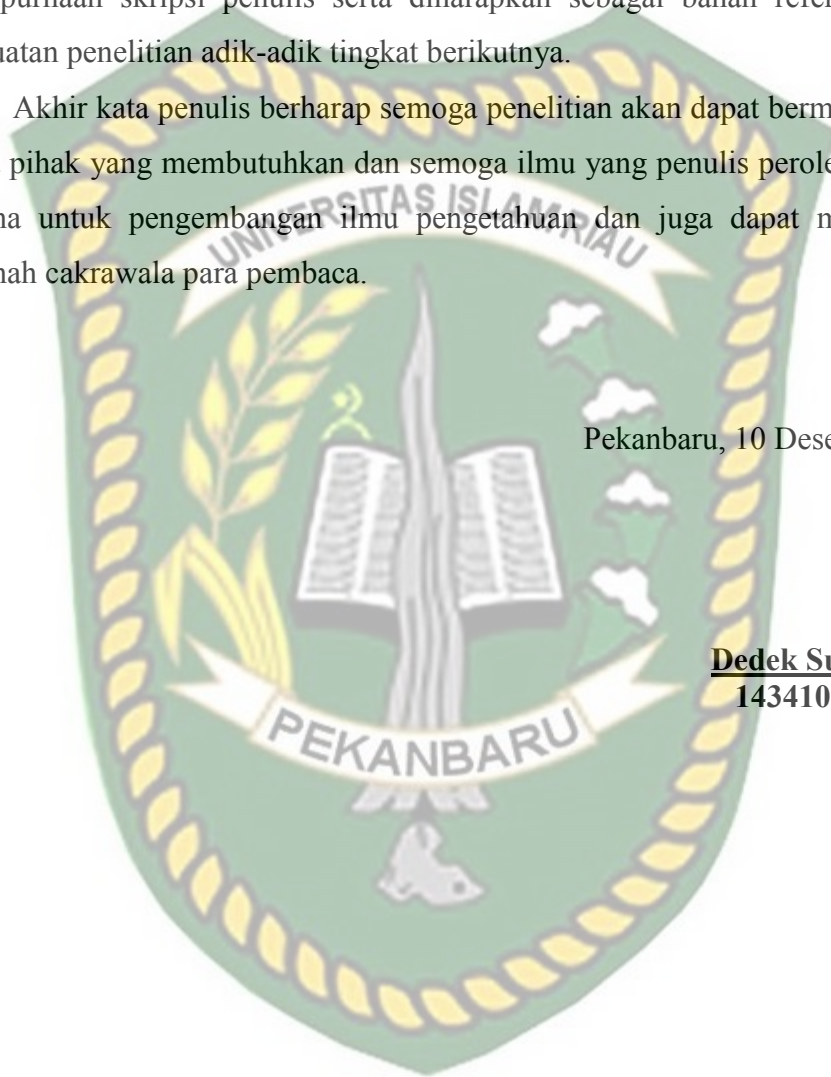 purnaan skripsi penulis serta diharapkan sebagai bahan refer
uatan penelitian adik-adik tingkat berikutnya.
Akhir kata penulis berharap semoga penelitian akan dapat berm
pihak yang membutuhkan dan semoga ilmu yang penulis perole
na untuk pengembangan ilmu pengetahuan dan juga dapat m
nah cakrawala para pembaca.
UNIVERSITAS ISLAM RIAU
Pekanbaru, 10 Dese
Dedek Su
143410
PEKANBARU